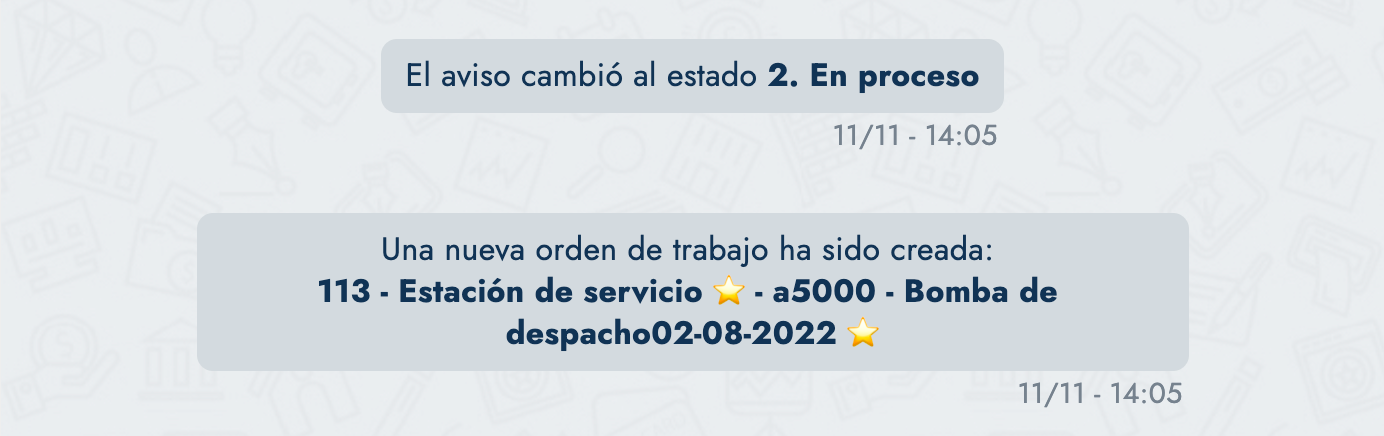 El aviso cambió al estado 2. En proceso
11/11 - 14:05
Una nueva orden de trabajo ha sido creada:
113 - Estación de servicio ⭐ - a5000 - Bomba de
despacho02-08-2022 ⭐
11/11 - 14:05